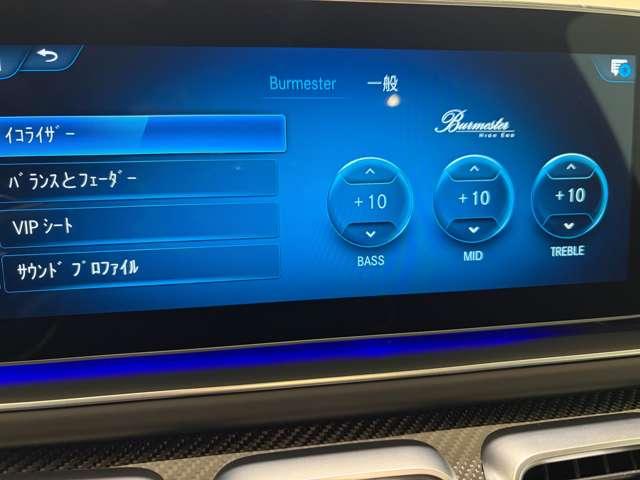 Burmester 一般
Burmester
HIGH END
イコライザー
バランスとフェーダー
VIP シート
サウンド プロファイル
+10
+10
+10
BASS
MID
TREBLE